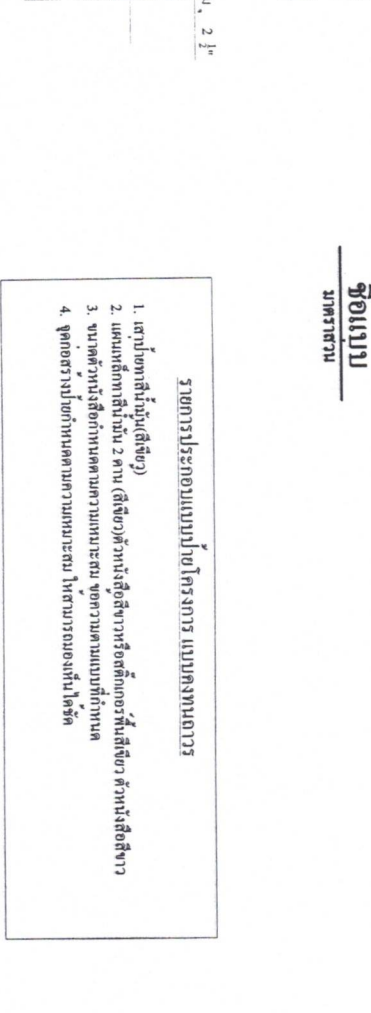 ชื่อแบบ
มาตราส่วน
2 ½"
รายการประกอบแบบป้ายโครงการ แบบคงทนถาวร
1. เสาป้ายทาสีน้ำมัน(สีเขียว)
2. แผ่นเหล็กทาสีน้ำมัน 2 ด้าน (สีเขียว)ตัวหนังสือสีขาวหรือสติ๊กเกอร์พื้นสีเขียว ตัวหนังสือสีขาว
3. ขนาดตัวหนังสือกำหนดตามความเหมาะสม ข้อความตามแบบที่กำหนด
4. จุดก่อสร้างป้ายกำหนดตามความเหมาะสม ให้สามารถมองเห็นได้ชัด